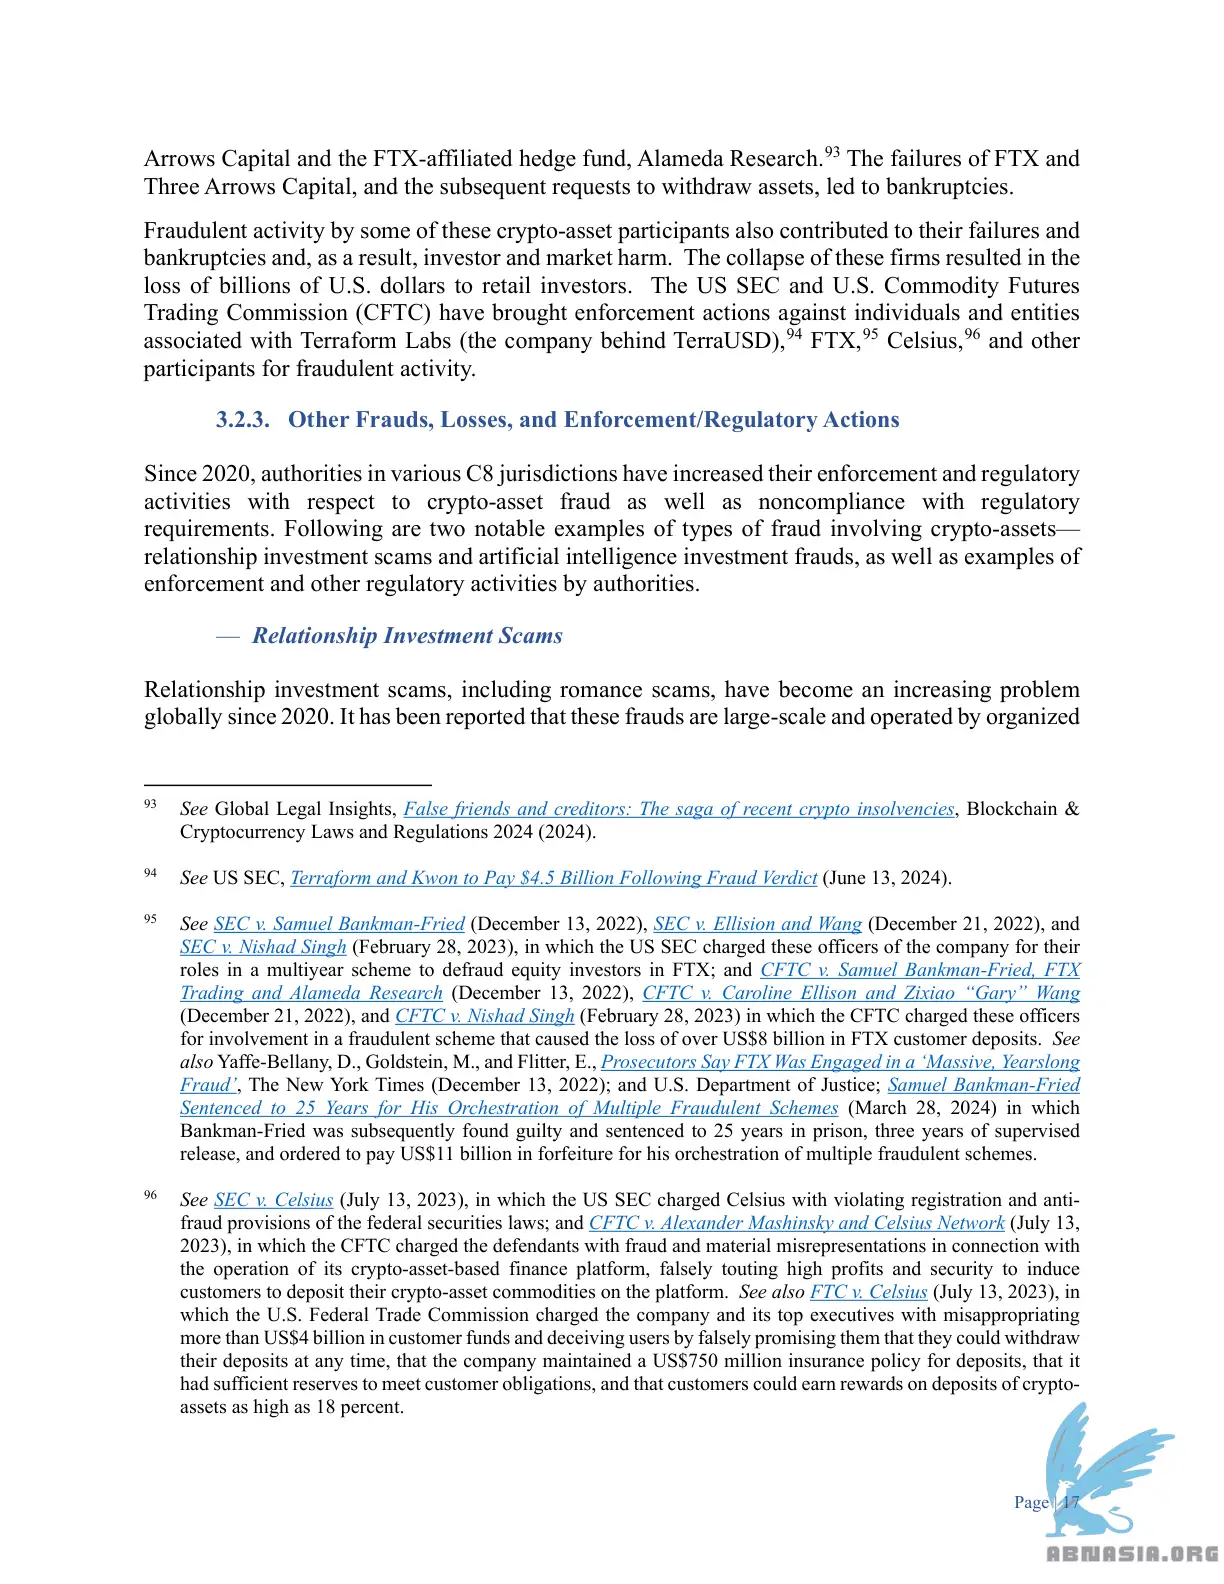 Arrows Capital and the FTX-affiliated hedge fund, Alameda Research.93 The failures of FTX and
Three Arrows Capital, and the subsequent requests to withdraw assets, led to bankruptcies.
Fraudulent activity by some of these crypto-asset participants also contributed to their failures and
bankruptcies and, as a result, investor and market harm. The collapse of these firms resulted in the
loss of billions of U.S. dollars to retail investors. The US SEC and U.S. Commodity Futures
Trading Commission (CFTC) have brought enforcement actions against individuals and entities
associated with Terraform Labs (the company behind TerraUSD),94 FTX,95 Celsius,96 and other
participants for fraudulent activity.
3.2.3. Other Frauds, Losses, and Enforcement/Regulatory Actions
Since 2020, authorities in various C8 jurisdictions have increased their enforcement and regulatory
activities with respect to crypto-asset fraud as well as noncompliance with regulatory
requirements. Following are two notable examples of types of fraud involving crypto-assets—
relationship investment scams and artificial intelligence investment frauds, as well as examples of
enforcement and other regulatory activities by authorities.
— Relationship Investment Scams
Relationship investment scams, including romance scams, have become an increasing problem
globally since 2020. It has been reported that these frauds are large-scale and operated by organized
93 See Global Legal Insights, False friends and creditors: The saga of recent crypto insolvencies, Blockchain &
Cryptocurrency Laws and Regulations 2024 (2024).
94 See US SEC, Terraform and Kwon to Pay $4.5 Billion Following Fraud Verdict (June 13, 2024).
95 See SEC v. Samuel Bankman-Fried (December 13, 2022), SEC v. Ellision and Wang (December 21, 2022), and
SEC v. Nishad Singh (February 28, 2023), in which the US SEC charged these officers of the company for their
roles in a multiyear scheme to defraud equity investors in FTX; and CFTC v. Samuel Bankman-Fried, FTX
Trading and Alameda Research (December 13, 2022), CFTC v. Caroline Ellison and Zixiao “Gary” Wang
(December 21, 2022), and CFTC v. Nishad Singh (February 28, 2023) in which the CFTC charged these officers
for involvement in a fraudulent scheme that caused the loss of over US$8 billion in FTX customer deposits. See
also Yaffe-Bellany, D., Goldstein, M., and Flitter, E., Prosecutors Say FTX Was Engaged in a ‘Massive, Yearslong
Fraud’, The New York Times (December 13, 2022); and U.S. Department of Justice; Samuel Bankman-Fried
Sentenced to 25 Years for His Orchestration of Multiple Fraudulent Schemes (March 28, 2024) in which
Bankman-Fried was subsequently found guilty and sentenced to 25 years in prison, three years of supervised
release, and ordered to pay US$11 billion in forfeiture for his orchestration of multiple fraudulent schemes.
96 See SEC v. Celsius (July 13, 2023), in which the US SEC charged Celsius with violating registration and anti-
fraud provisions of the federal securities laws; and CFTC v. Alexander Mashinsky and Celsius Network (July 13,
2023), in which the CFTC charged the defendants with fraud and material misrepresentations in connection with
the operation of its crypto-asset-based finance platform, falsely touting high profits and security to induce
customers to deposit their crypto-asset commodities on the platform. See also FTC v. Celsius (July 13, 2023), in
which the U.S. Federal Trade Commission charged the company and its top executives with misappropriating
more than US$4 billion in customer funds and deceiving users by falsely promising them that they could withdraw
their deposits at any time, that the company maintained a US$750 million insurance policy for deposits, that it
had sufficient reserves to meet customer obligations, and that customers could earn rewards on deposits of crypto-
assets as high as 18 percent.
Page | 17
ABNASIA.ORG